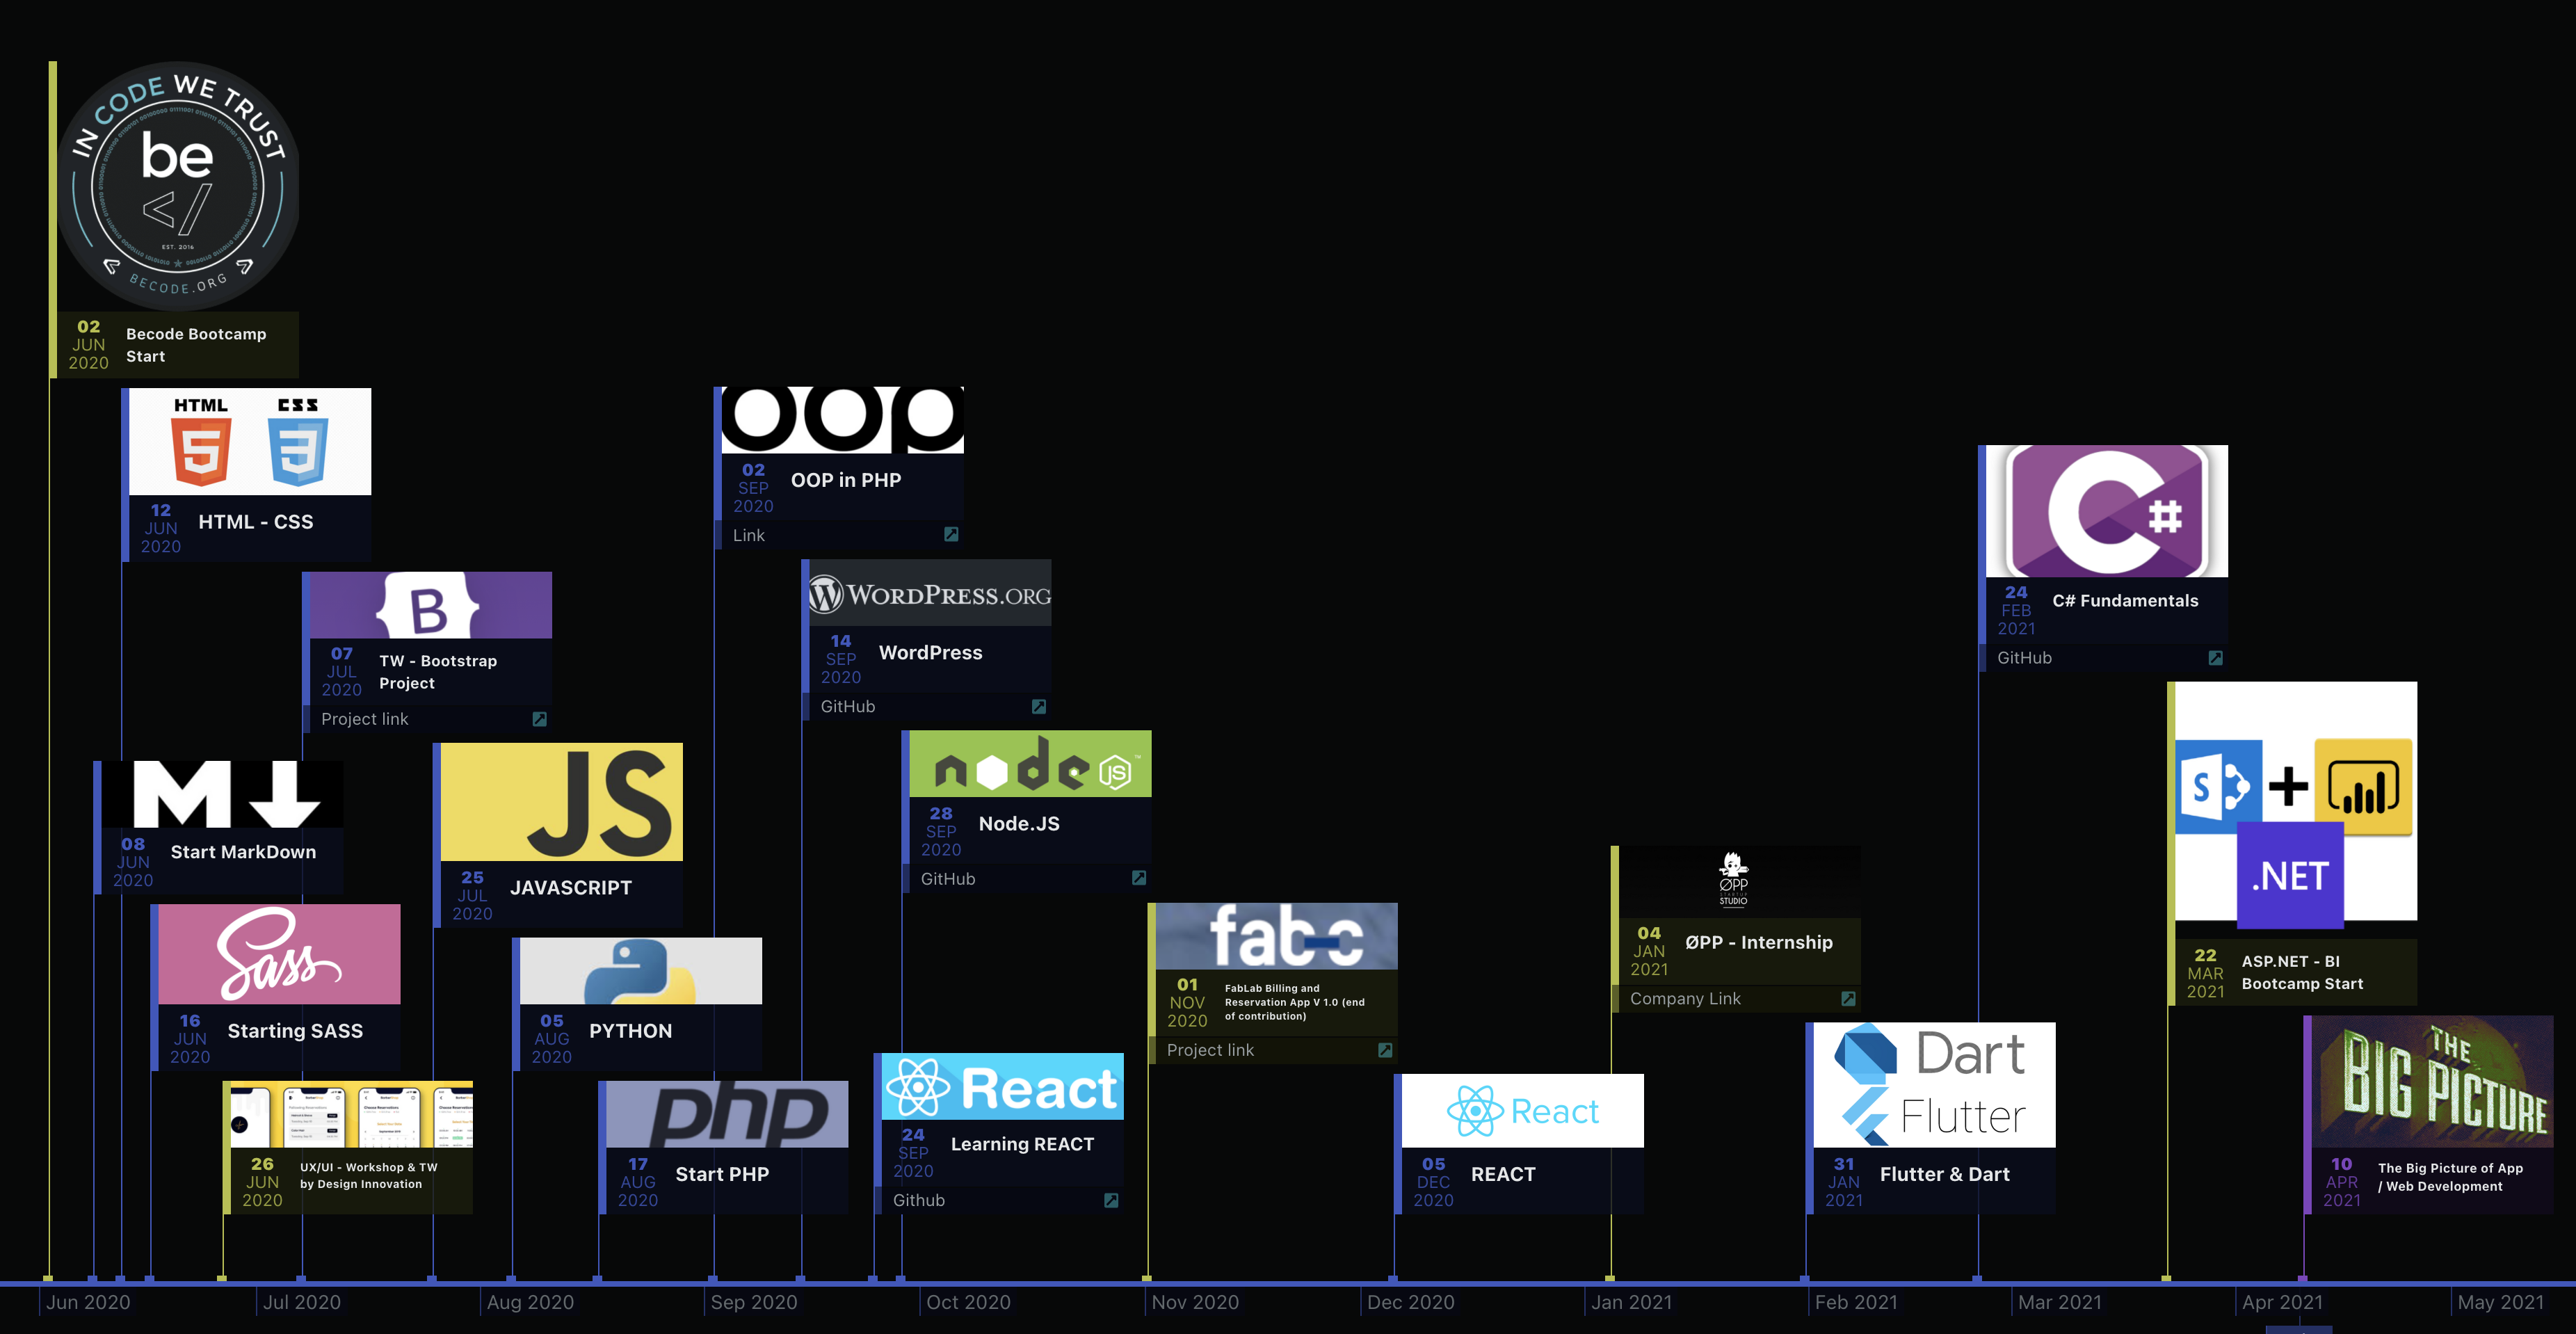 IN CODE WE TRUST
be
</
EST. 2016
BECODE.ORG
02
JUN
2020
Becode Bootcamp
Start
HTML
CSS
5
3
12
JUN
2020
HTML - CSS
B
07
JUL
2020
TW - Bootstrap
Project
Project link
M
08
JUN
2020
Start MarkDown
Sass
16
JUN
2020
Starting SASS
26
JUN
2020
UX/UI - Workshop & TW
by Design Innovation
JS
25
JUL
2020
JAVASCRIPT
05
AUG
2020
PYTHON
php
17
AUG
2020
Start PHP
OOP
02
SEP
2020
OOP in PHP
Link
WORDPRESS.ORG
14
SEP
2020
WordPress
GitHub
node
JS
™
28
SEP
2020
Node.JS
GitHub
React
24
SEP
2020
Learning REACT
Github
fab-c
01
NOV
2020
FabLab Billing and
Reservation App V 1.0 (end
of contribution)
Project link
React
05
DEC
2020
REACT
ØPP
STARTUP
STUDIO
04
JAN
2021
ØPP - Internship
Company Link
Dart
Flutter
31
JAN
2021
Flutter & Dart
C#
24
FEB
2021
C# Fundamentals
GitHub
S
+
.NET
22
MAR
2021
ASP.NET - BI
Bootcamp Start
THE
BIG PICTURE
10
APR
2021
The Big Picture of App
/ Web Development
Jun 2020
Jul 2020
Aug 2020
Sep 2020
Oct 2020
Nov 2020
Dec 2020
Jan 2021
Feb 2021
Mar 2021
Apr 2021
May 2021